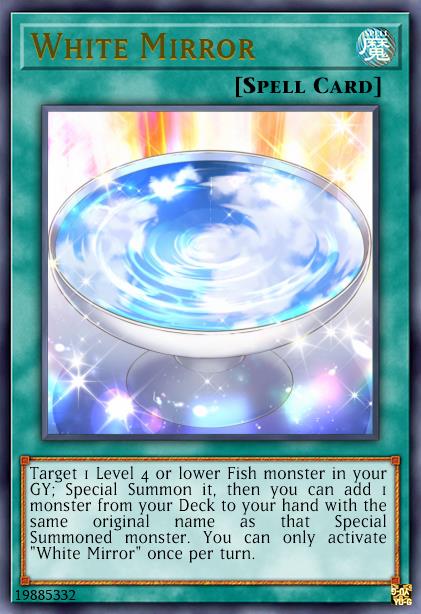 WHITE MIRROR
SPELL
魔
[SPELL CARD]
Target 1 Level 4 or lower Fish monster in your
GY; Special Summon it, then you can add 1
monster from your Deck to your hand with the
same original name as that Special
Summoned monster. You can only activate
"White Mirror" once per turn.
19885332